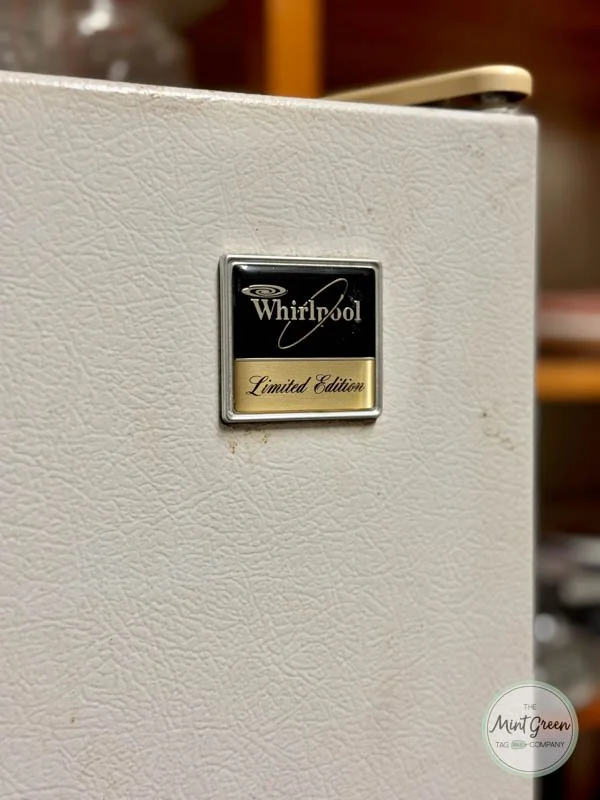 Whirlpool
Limited Edition
THE
Mint Green
TAG COMPANY